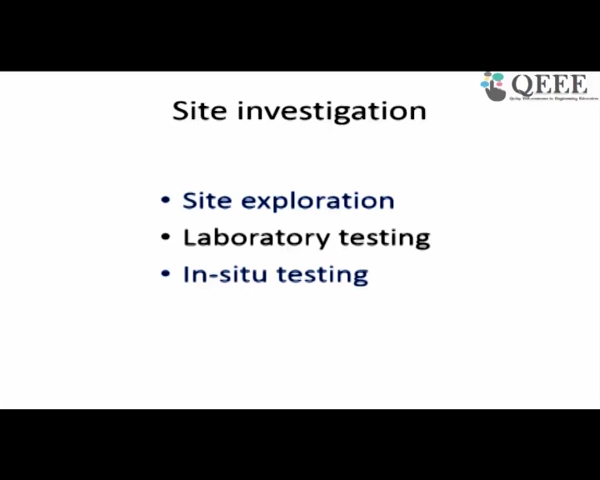 QEEE
Site investigation
• Site exploration
• Laboratory testing
• In-situ testing